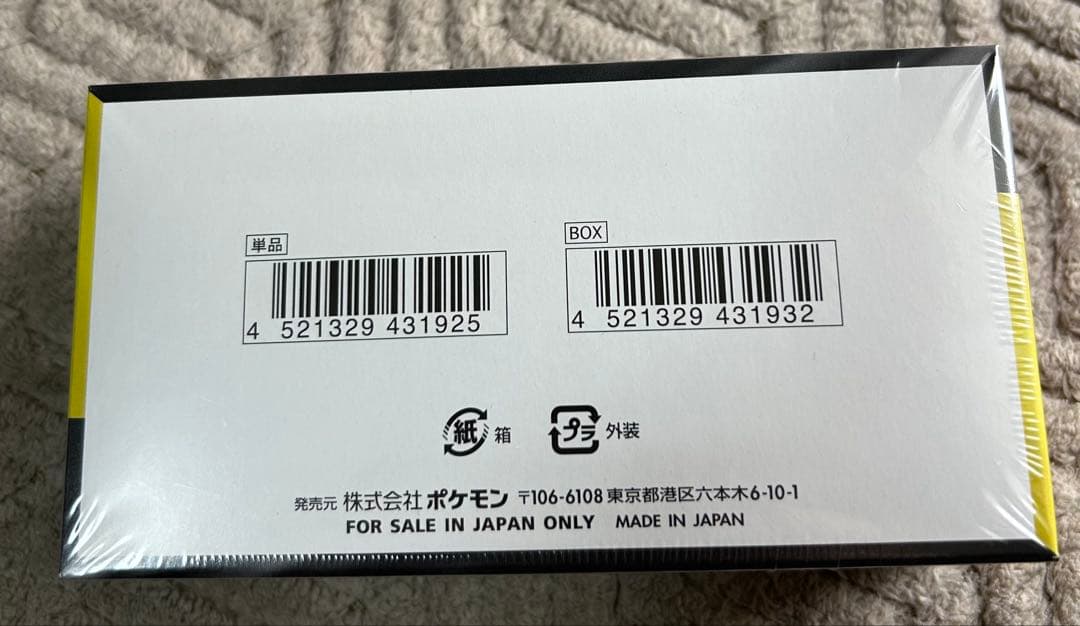 単品
4 521329 431925
BOX
4 521329 431932
紙 箱
プラ 外装
発売元 株式会社 ポケモン 〒106-6108 東京都港区六本木6-10-1
FOR SALE IN JAPAN ONLY MADE IN JAPAN